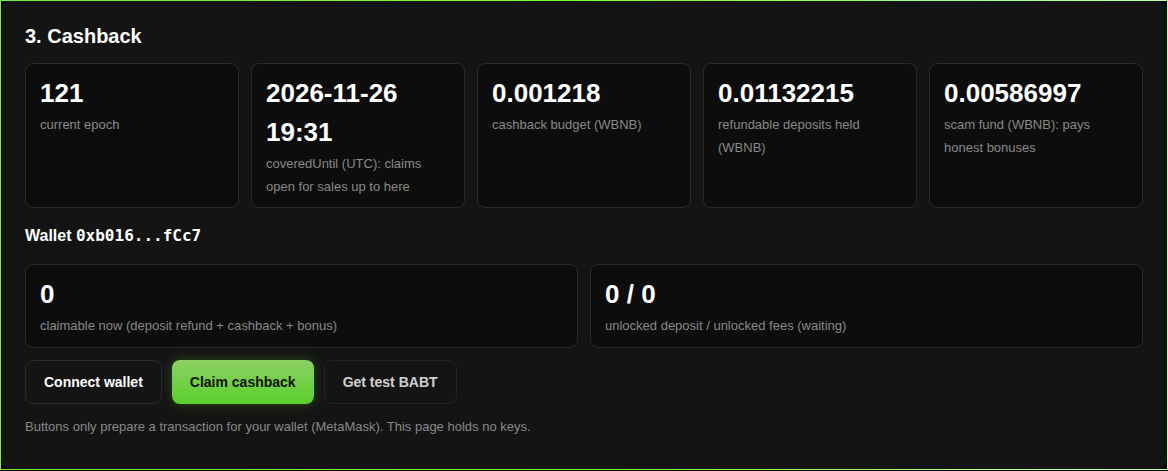 3. Cashback
121
current epoch
2026-11-26
19:31
coveredUntil (UTC): claims
open for sales up to here
0.001218
cashback budget (WBNB)
0.01132215
refundable deposits held
(WBNB)
0.00586997
scam fund (WBNB): pays
honest bonuses
Wallet 0xb016...fCc7
0
claimable now (deposit refund + cashback + bonus)
0 / 0
unlocked deposit / unlocked fees (waiting)
Connect wallet
Claim cashback
Get test BABT
Buttons only prepare a transaction for your wallet (MetaMask). This page holds no keys.